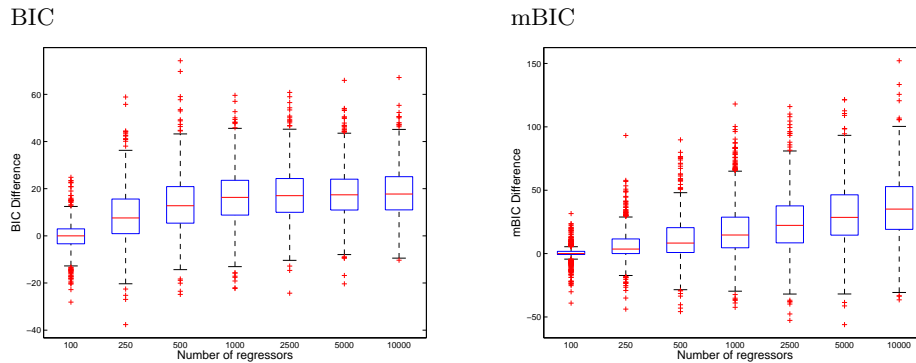 BIC
mBIC
BIC Difference
60
40
20
0
−20
−40
100 250 500 1000 2500 5000 10000
Number of regressors
mBIC Difference
150
100
50
0
−50
100 250 500 1000 2500 5000 10000
Number of regressors